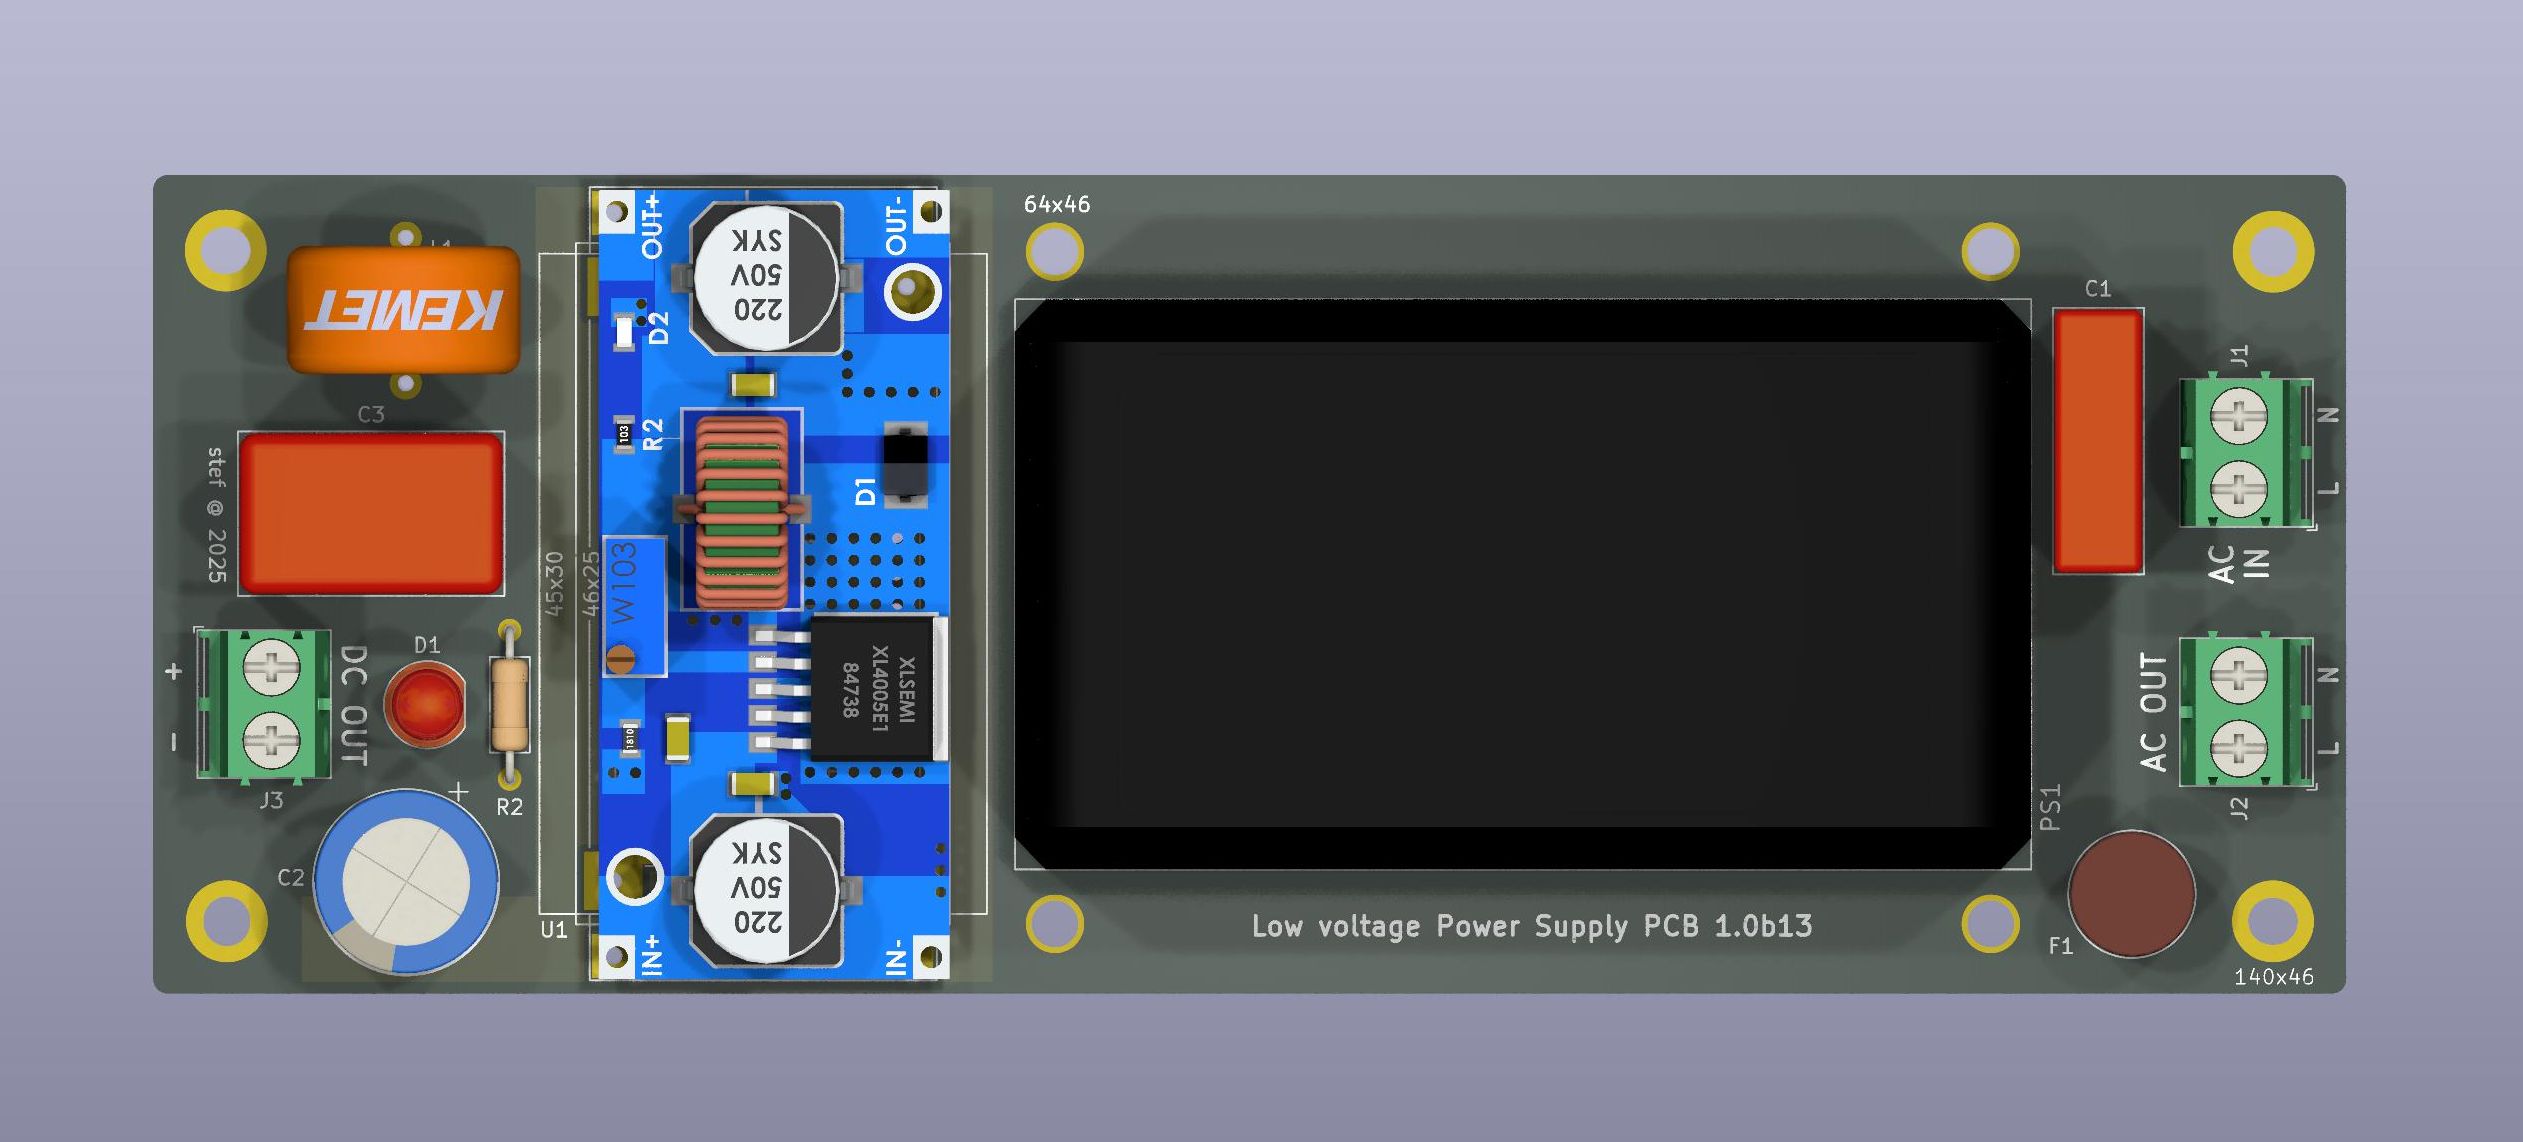 64x46
C1
J1
N
L
AC
IN
AC OUT
N
L
J2
PS1
F1
140x46
Low voltage Power Supply PCB 1.0b13
L1
KEMET
C3
stef @ 2025
+
-
DC OUT
J3
D1
R2
C2
+
U1
45x30
46x25
OUT+
OUT-
220
50V
SYK
D2
R2
103
D1
W103
XLSEMI
XL4005E1
84738
1810
220
50V
SYK
IN+
IN-